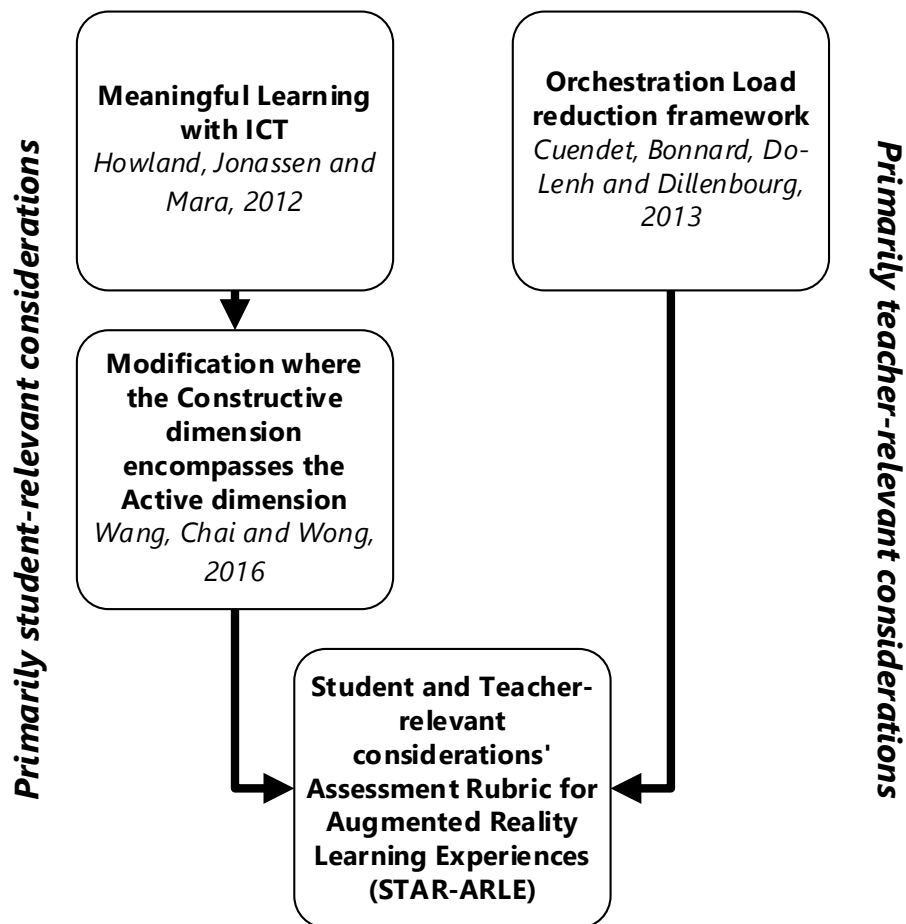 Primarily student-relevant considerations
Meaningful Learning
with ICT
Howland, Jonassen and
Mara, 2012
Orchestration Load
reduction framework
Cuendet, Bonnard, Do-
Lenh and Dillenbourg,
2013
Primarily teacher-relevant considerations
Modification where
the Constructive
dimension
encompasses the
Active dimension
Wang, Chai and Wong,
2016
Student and Teacher-
relevant
considerations'
Assessment Rubric for
Augmented Reality
Learning Experiences
(STAR-ARLE)